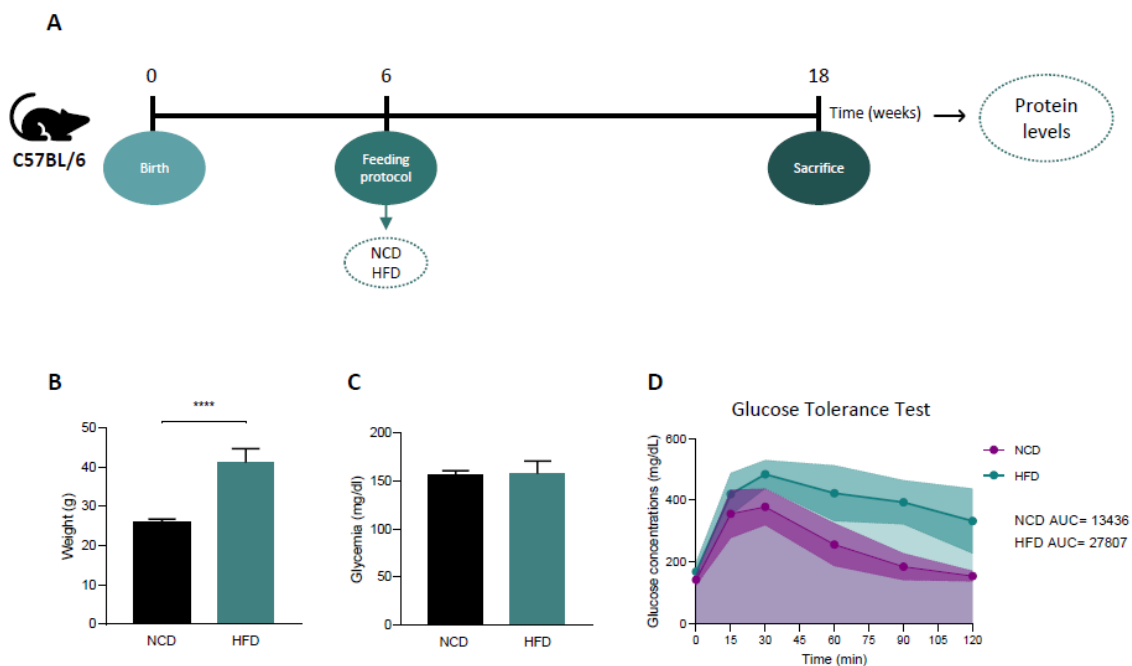 A
0
6
18
C57BL/6
Birth
Feeding
protocol
Sacrifice
Time (weeks)
Protein
levels
NCD
HFD
B
****
Weight (g)
50
40
30
20
10
0
NCD
HFD
C
Glycemia (mg/dl)
200
150
100
50
0
NCD
HFD
D
Glucose Tolerance Test
Glucose concentrations (mg/dL)
600
400
200
0
0 15 30 45 60 75 90 105 120
Time (min)
NCD
HFD
NCD AUC= 13436
HFD AUC= 27807